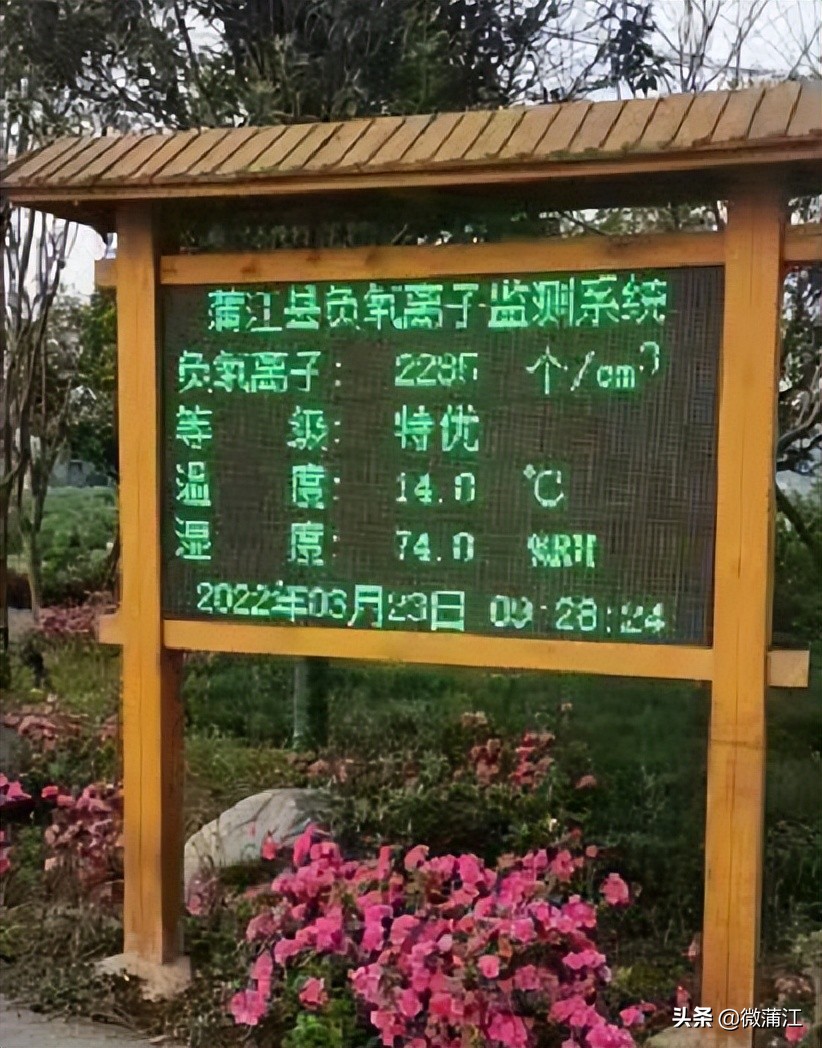 蒲江县负氧离子监测系统
负氧离子： 2285 个/cm³
等 级： 特优
温 度： 14.0 ℃
湿 度： 74.0 %RH
2022年03月23日 09:28:24
头条 @微蒲江